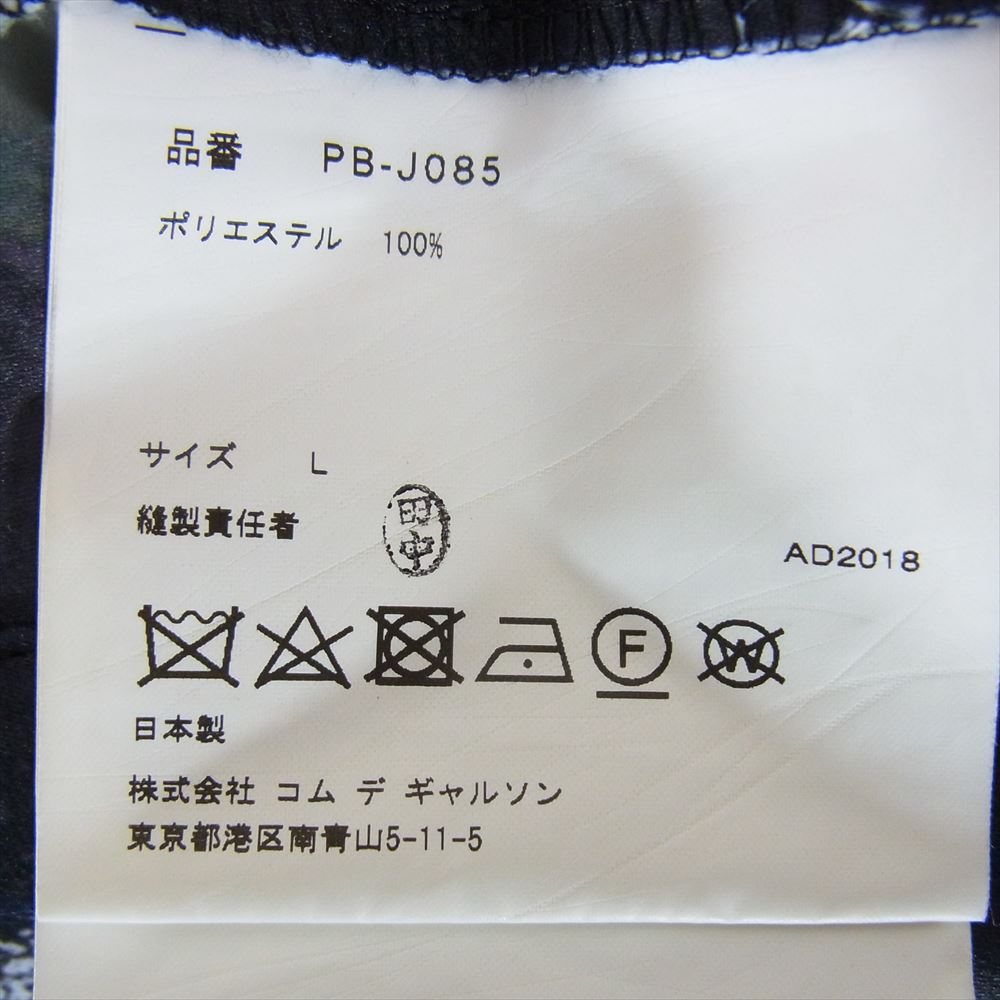 品番 PB-J085
ポリエステル 100%
サイズ L
縫製責任者 田中
AD2018
F W
日本製
株式会社 コム デ ギャルソン
東京都港区南青山5-11-5